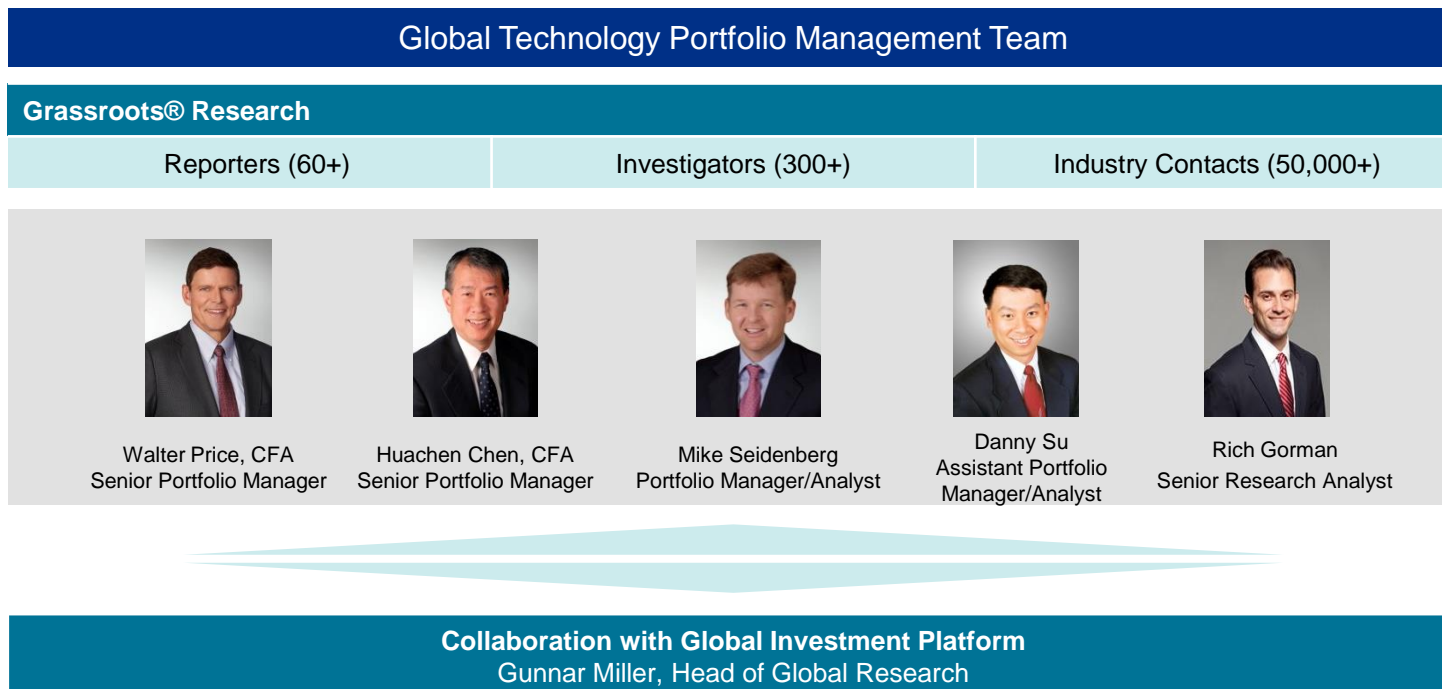 Global Technology Portfolio Management Team
Grassroots® Research
Reporters (60+)
Investigators (300+)
Industry Contacts (50,000+)
Walter Price, CFA
Senior Portfolio Manager
Huachen Chen, CFA
Senior Portfolio Manager
Mike Seidenberg
Portfolio Manager/Analyst
Danny Su
Assistant Portfolio
Manager/Analyst
Rich Gorman
Senior Research Analyst
Collaboration with Global Investment Platform
Gunnar Miller, Head of Global Research